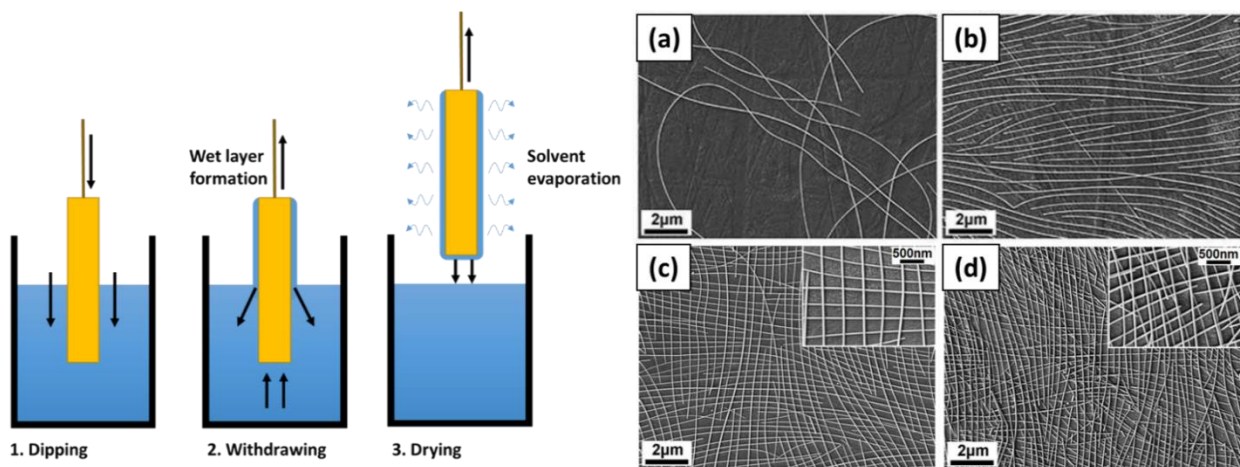 Wet layer
formation
Solvent
evaporation
1. Dipping
2. Withdrawing
3. Drying
(a)
2μm
(b)
2μm
(c)
500nm
2μm
(d)
500nm
2μm